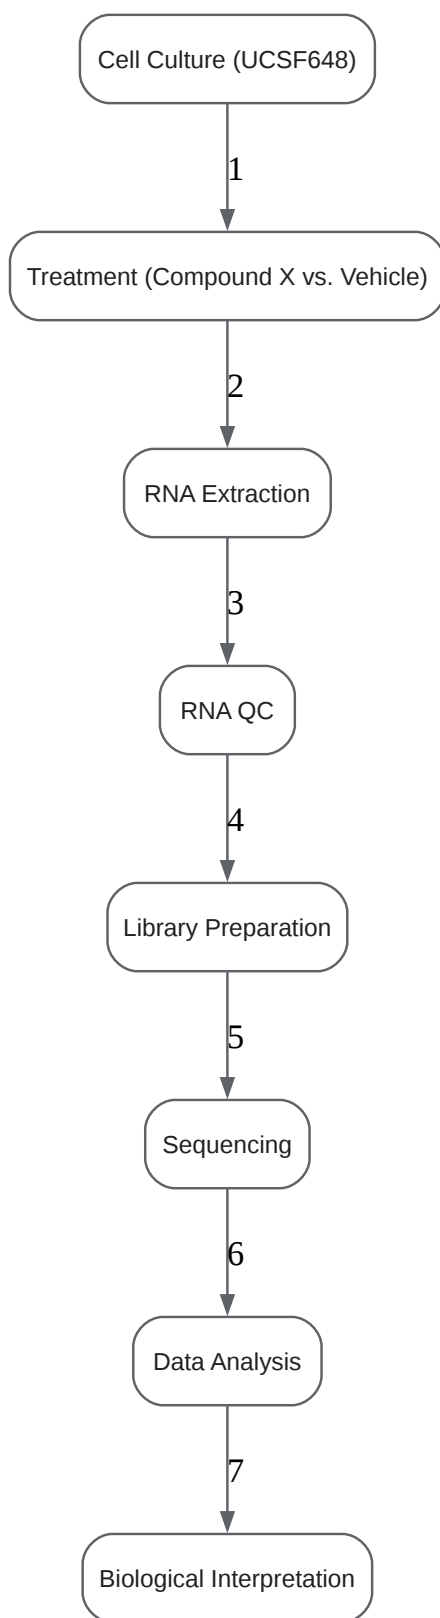 Cell Culture (UCSF648)
1
Treatment (Compound X vs. Vehicle)
2
RNA Extraction
3
RNA QC
4
Library Preparation
5
Sequencing
6
Data Analysis
7
Biological Interpretation